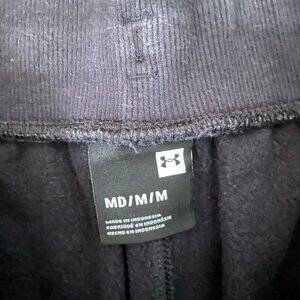 MD/M/M
MADE IN INDONESIA
FABRIQUÉ EN INDONÉSIE
HECHO EN INDONESIA